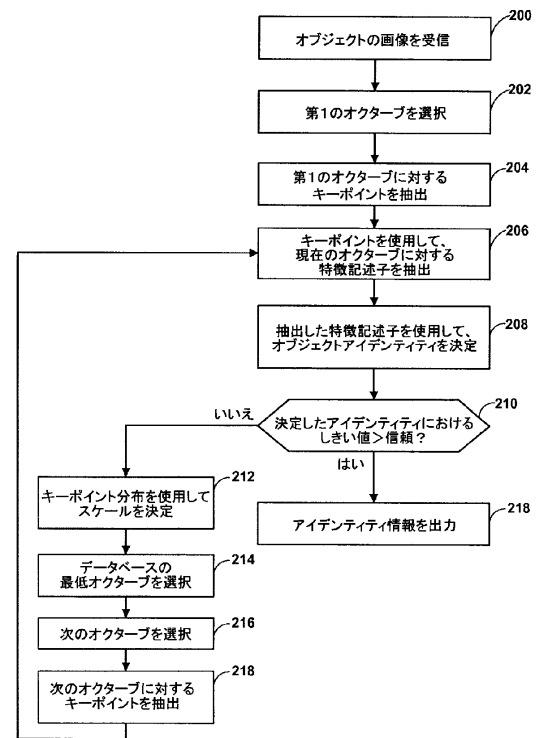 200
オブジェクトの画像を受信
202
第1のオクターブを選択
204
第1のオクターブに対する
キーポイントを抽出
206
キーポイントを使用して、
現在のオクターブに対する
特徴記述子を抽出
208
抽出した特徴記述子を使用して、
オブジェクトアイデンティティを決定
210
決定したアイデンティティにおける
しきい値>信頼?
いいえ
はい
212
キーポイント分布を使用して
スケールを決定
218
アイデンティティ情報を出力
214
データベースの
最低オクターブを選択
216
次のオクターブを選択
218
次のオクターブに対する
キーポイントを抽出